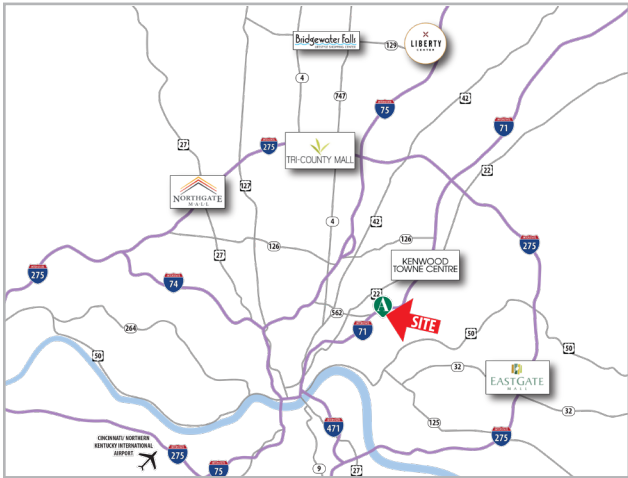 Bridgewater Falls
LIBERTY
CENTER
129
4
747
75
42
71
27
275
TRI-COUNTY MALL
22
NORTHGATE
MALL
127
4
42
27
126
126
275
KENWOOD
TOWNE CENTRE
275
74
22
A
SITE
562
71
264
50
50
50
32
EASTGATE
MALL
32
125
471
275
CINCINNATI/ NORTHERN
KENTUCKY INTERNATIONAL
AIRPORT
275
75
9
27